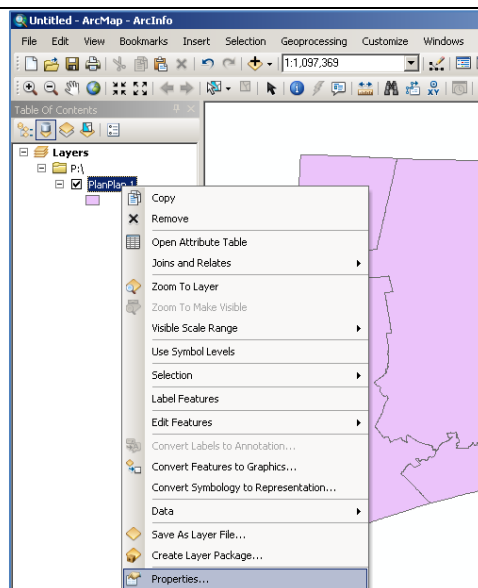 Untitled - ArcMap - ArcInfo
File Edit View Bookmarks Insert Selection Geoprocessing Customize Windows
1:1,097,369
Table Of Contents
Layers
P:\
PlanPlan 1
Copy
Remove
Open Attribute Table
Joins and Relates
Zoom To Layer
Zoom To Make Visible
Visible Scale Range
Use Symbol Levels
Selection
Label Features
Edit Features
Convert Labels to Annotation...
Convert Features to Graphics...
Convert Symbology to Representation...
Data
Save As Layer File...
Create Layer Package...
Properties...